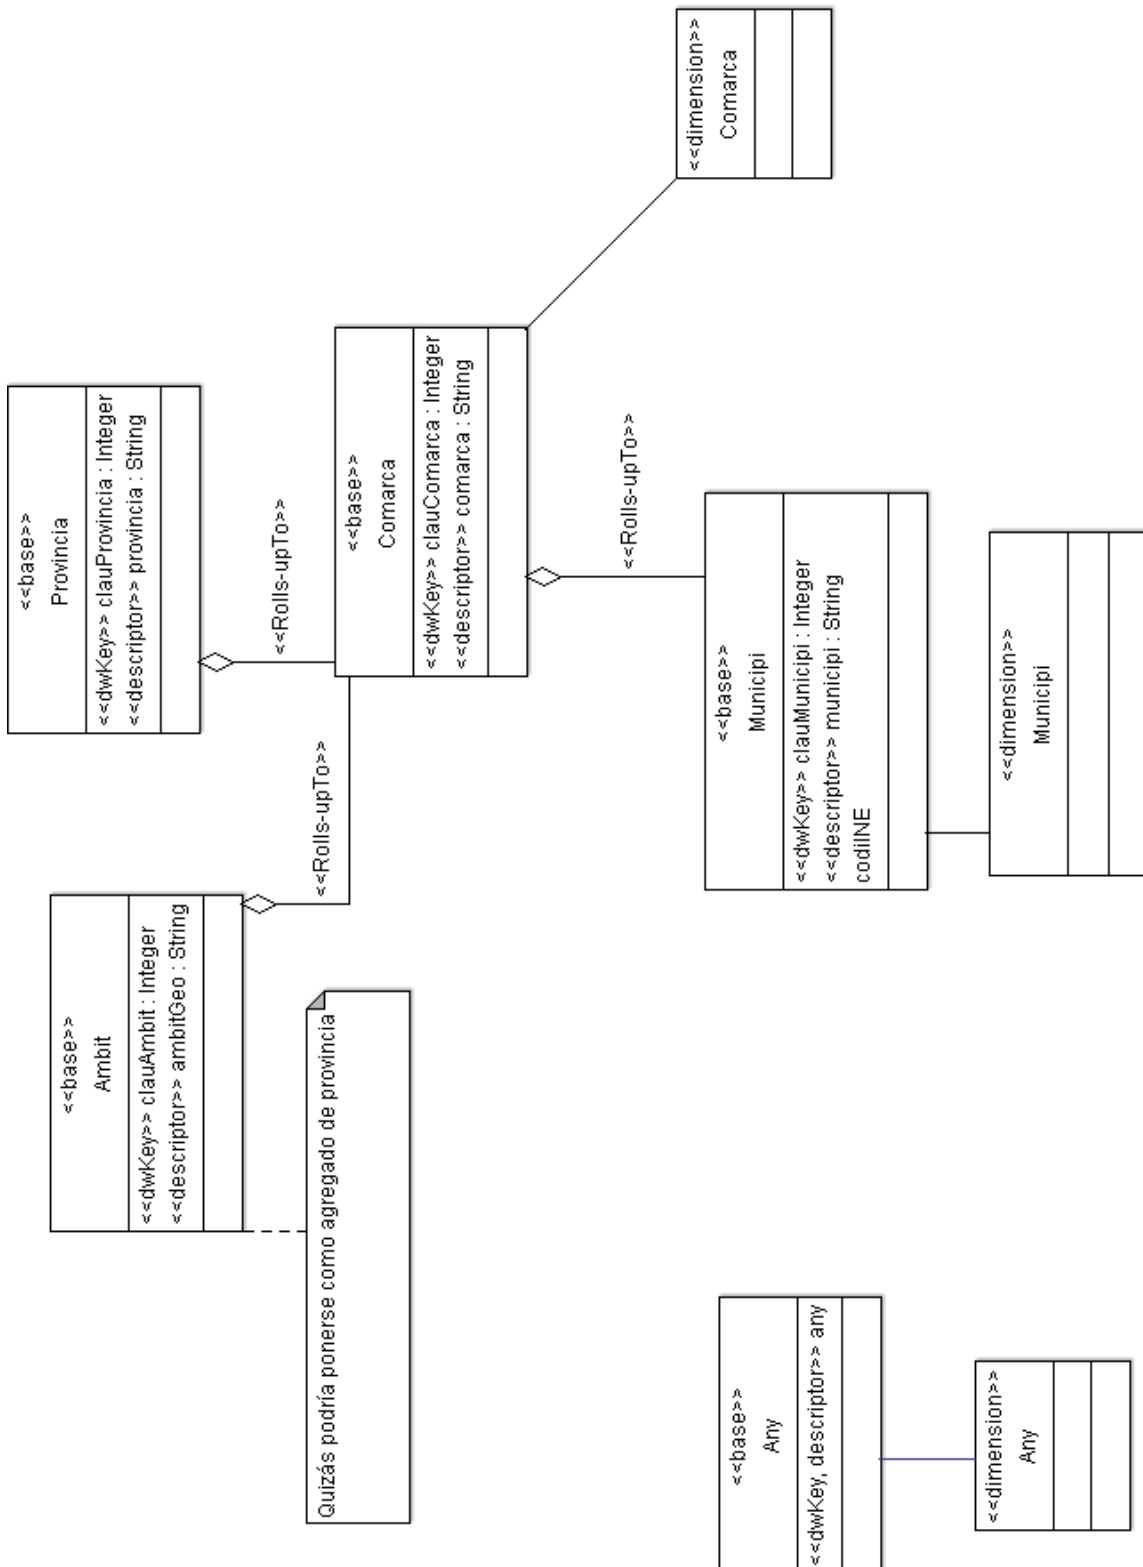 <<base>>
Provincia
<<dwKey>> clauProvincia : Integer
<<descriptor>> provincia : String
<<base>>
Ambit
<<dwKey>> clauAmbit : Integer
<<descriptor>> ambitGeo : String
<<Rolls-upTo>>
<<Rolls-upTo>>
Quizás podría ponerse como agregado de provincia
<<base>>
Comarca
<<dwKey>> clauComarca : Integer
<<descriptor>> comarca : String
<<Rolls-upTo>>
<<dimension>>
Comarca
<<base>>
Municipi
<<dwKey>> clauMunicipi : Integer
<<descriptor>> municipi : String
codiINE
<<base>>
Any
<<dwKey, descriptor>> any
<<dimension>>
Any
<<dimension>>
Municipi